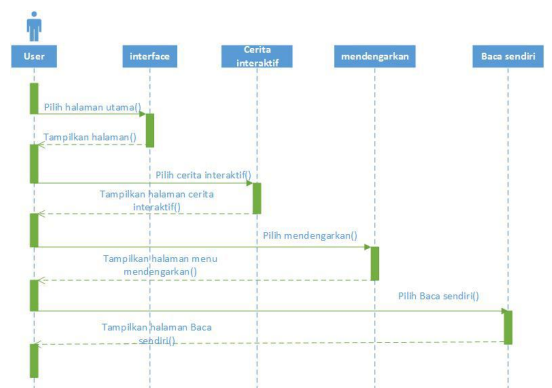 User
interface
Cerita
interaktif
mendengarkan
Baca sendiri
Pilih halaman utama()
Tampilkan halaman()
Pilih cerita interaktif()
Tampilkan halaman cerita
interaktif()
Pilih mendengarkan()
Tampilkan halaman menu
mendengarkan()
Pilih Baca sendiri()
Tampilkan halaman Baca
sendiri()